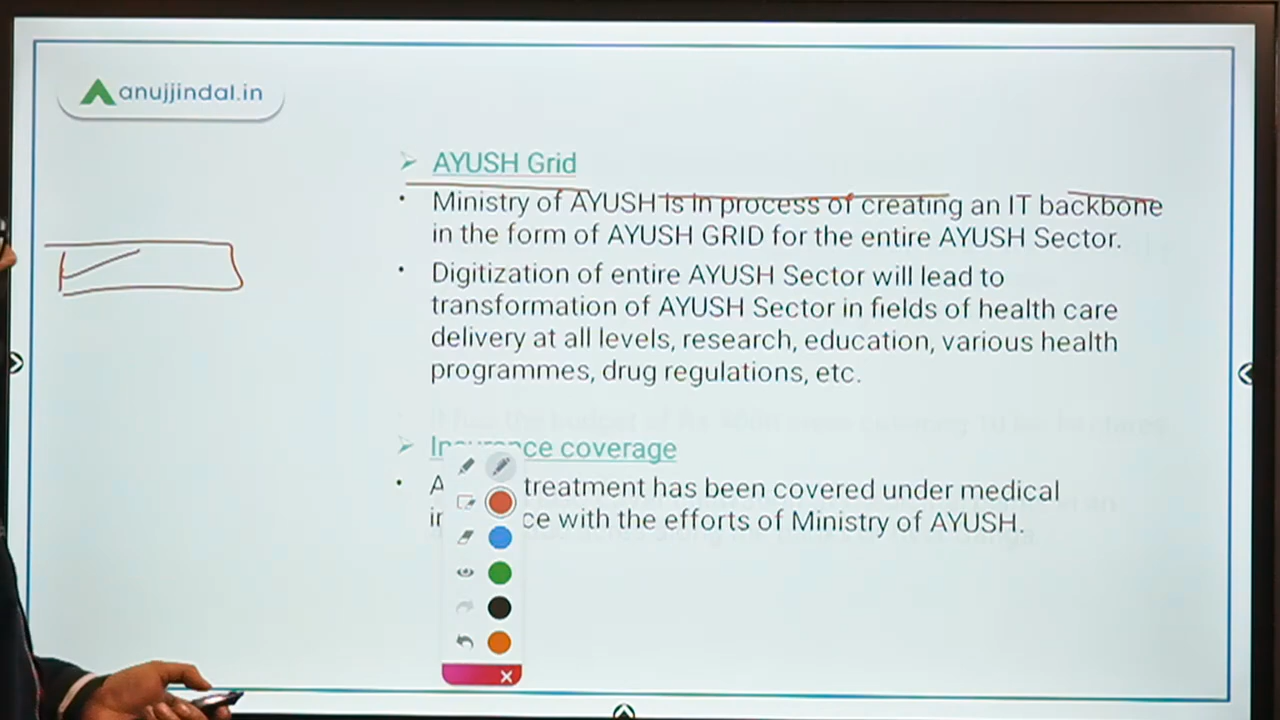 anujjindal.in
AYUSH Grid
Ministry of AYUSH is in process of creating an IT backbone
in the form of AYUSH GRID for the entire AYUSH Sector.
Digitization of entire AYUSH Sector will lead to
transformation of AYUSH Sector in fields of health care
delivery at all levels, research, education, various health
programmes, drug regulations, etc.
Insurance coverage
treatment has been covered under medical
with the efforts of Ministry of AYUSH.